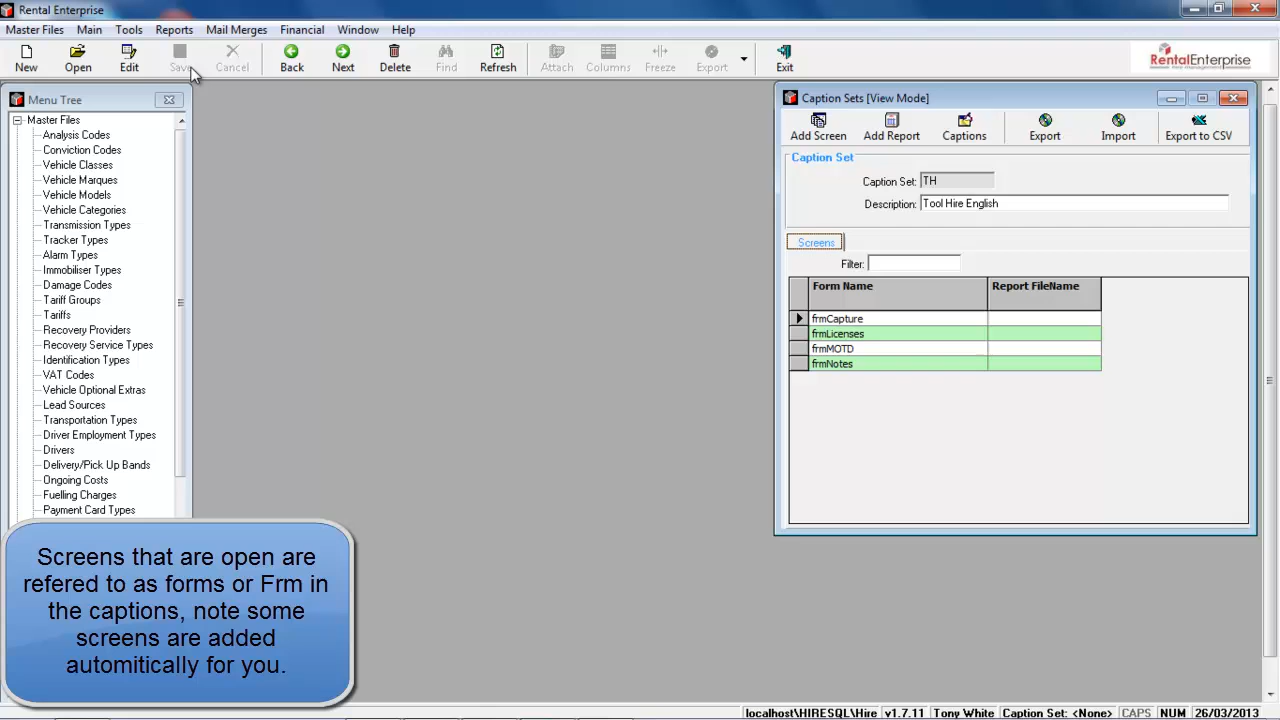 Rental Enterprise
Master Files Main Tools Reports Mail Merges Financial Window Help
New Open Edit Save Cancel Back Next Delete Find Refresh Attach Columns Freeze Export Exit
RentalEnterprise
Menu Tree
Master Files
Analysis Codes
Conviction Codes
Vehicle Classes
Vehicle Marques
Vehicle Models
Vehicle Categories
Transmission Types
Tracker Types
Alarm Types
Immobiliser Types
Damage Codes
Tariff Groups
Tariffs
Recovery Providers
Recovery Service Types
Identification Types
VAT Codes
Vehicle Optional Extras
Lead Sources
Transportation Types
Driver Employment Types
Drivers
Delivery/Pick Up Bands
Ongoing Costs
Fuelling Charges
Payment Card Types
Caption Sets [View Mode]
Add Screen Add Report Captions Export Import Export to CSV
Caption Set
Caption Set: TH
Description: Tool Hire English
Screens
Filter:
Form Name Report FileName
frmCapture
frmLicenses
frmMOTD
frmNotes
Screens that are open are
refered to as forms or Frm in
the captions, note some
screens are added
automitically for you.
localhost\HIRESQL\Hire v1.7.11 Tony White Caption Set: <None> CAPS NUM 26/03/2013